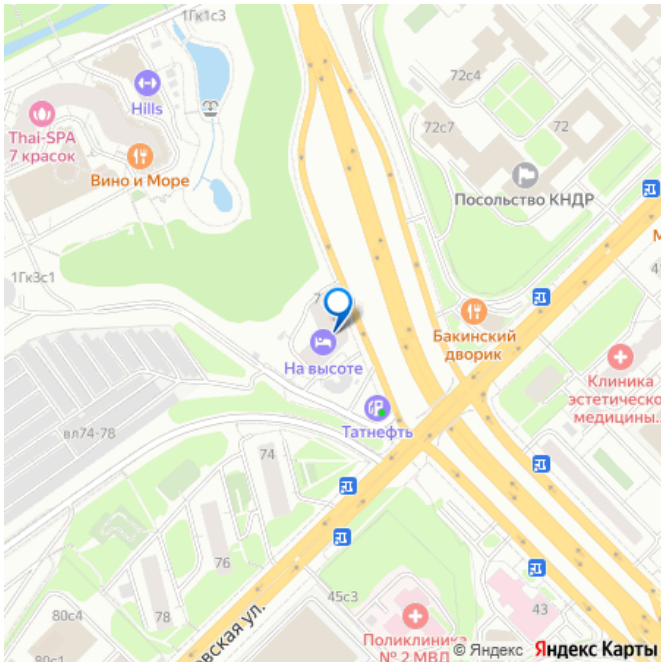 1Гк1с3
Hills
72с4
Thai-SPA
7 красок
72с7
72
Вино и Море
Посольство КНДР
1Гк3с1
Бакинский
дворик
На высоте
Клиника
эстетической
медицины...
Татнефть
вл74-78
74
76
78
80с4
80с1
45с3
43
вская ул.
Поликлиника
№ 2 МВД
© Яндекс Яндекс Карты